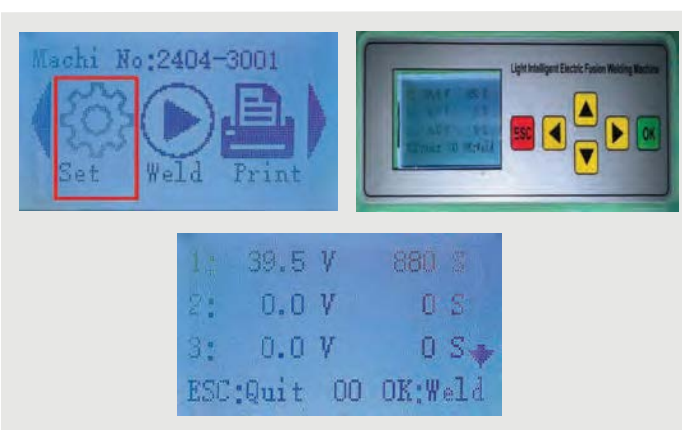 Machi No:2404-3001
Set Weld Print
Light Intelligent Electric Fusion Welding Machine
ESC
OK
1: 39.5 V 880 S
2: 0.0 V 0 S
3: 0.0 V 0 S
ESC:Quit 00 OK:Weld